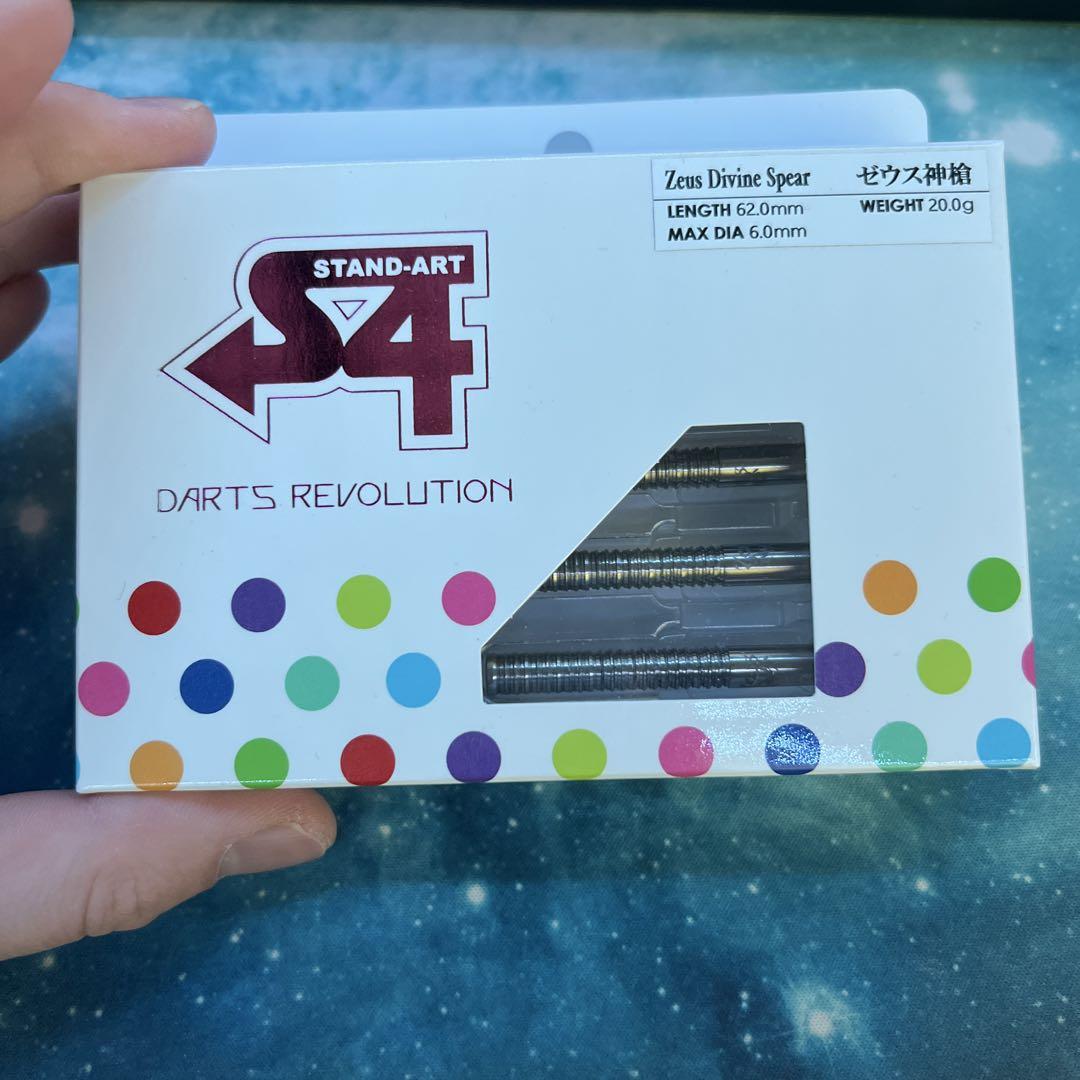 Zeus Divine Spear ゼウス神槍
LENGTH 62.0mm WEIGHT 20.0g
MAX DIA 6.0mm
STAND-ART
S4
DARTS REVOLUTION